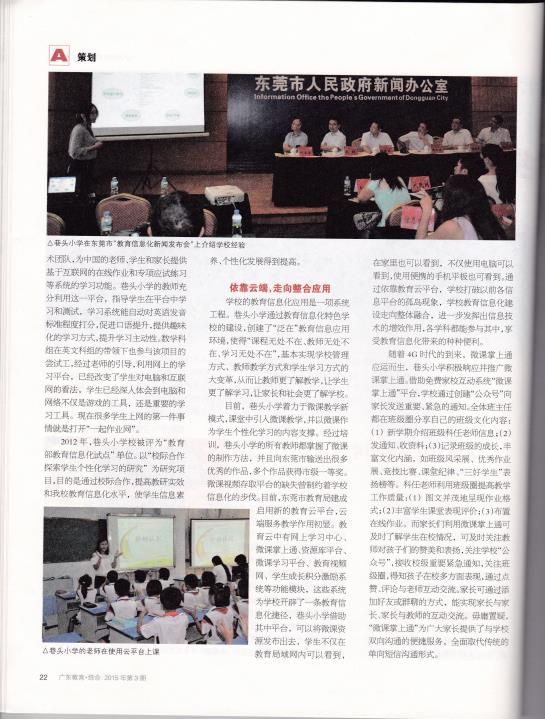 A 策划
东莞市人民政府新闻办公室
Information Office the People's Government of Dongguan City
△巷头小学在东莞市"教育信息化新闻发布会"上介绍学校经验
术团队,为中国的老师、学生和家长提供
基于互联网的在线作业和专项应试练习
等系统的学习功能。巷头小学的教师充
分利用这一平台，指导学生在平台中学
习和测试，学习系统能自动对英语发音
标准程度打分,促进口语提升,提供趣味
化的学习方式,提升学习主动性。数学科
组在英文科组的带领下也参与该项目的
尝试工,经过老师的引导,利用网上的学
习平台，已经改变了学生对电脑和互联
网的看法，学生已经深入体会到电脑和
网络不仅是游戏的工具，还是重要的学
习工具。现在很多学生上网的第一件事
情就是打开"一起作业网"。
2012年,巷头小学校被评为"教育
部教育信息化试点"单位。以"校际合作
探索学生个性化学习的研究"为研究项
目,目的是通过校际合作,提高教研实效
和我校教育信息化水平，使学生信息素
△巷头小学的老师在使用云平台上课
养、个性化发展得到提高。
依靠云端,走向整合应用
学校的教育信息化应用是一项系统
工程。巷头小学通过教育信息化特色学
校的建设,创建了"泛在"教育信息应用
环境,使得"课程无处不在、教师无处不
在、学习无处不在",基本实现学校管理
方式、教师教学方式和学生学习方式的
大变革,从而让教师更了解教学,让学生
更了解学习,让家长和社会更了解学校。
目前，巷头小学着力于微课教学新
模式,课堂中引入微课教学,并以微课作
为学生个性化学习的内容支撑。经过培
训，巷头小学的所有教师都掌握了微课
的制作方法，并且向东莞市输送出很多
优秀的作品,多个作品获得市级一等奖。
微课视频存取平台的缺失曾制约着学校
信息化的步伐。目前,东莞市教育局建成
启用新的教育云平台,云
端服务教学作用初显。教
育云中有网上学习中心、
微课掌上通、资源库平台、
微课学习平台、教育视频
网、学生成长积分激励系
统等功能模块，这些系统
为学校开辟了一条教育信
息化捷径，巷头小学借助
其中平台，可以将微课资
源发布出去，学生不仅在
教育局域网内可以看到，
在家里也可以看到，不仅使用电脑可以
看到,使用便携的手机平板也可看到,通
过依靠教育云平台，学校打破以前各信
息平台的孤岛现象，学校教育信息化建
设走向整体融合，进一步发挥出信息技
术的增效作用,各学科都能参与其中,享
受教育信息化带来的种种便利。
随着4G时代的到来，微课掌上通
应运而生，巷头小学积极响应并推广微
课掌上通。借助免费家校互动系统"微课
掌上通"平台,学校通过创建"公众号"向
家长发送重要、紧急的通知。全体班主任
都在班级圈分享自己的班级文化内容：
(1)新学期介绍班级科任老师信息;(2)
发通知、收资料;(3)记录班级的成长,丰
富文化内涵，如班级风采展、优秀作业
展、竞技比赛、课堂纪律、"三好学生"表
扬榜等。科任老师利用班级圈提高教学
工作质量:(1)图文并茂地呈现作业格
式;(2)丰富学生课堂表现评价;(3)布置
在线作业。而家长们利用微课掌上通可
及时了解学生在校情况，可及时关注教
师对孩子们的赞美和表扬,关注学校"公
众号",接收校级重要紧急通知,关注班
级圈,得知孩子在校多方面表现,通过点
赞、评论与老师互动交流。家长可通过添
加好友或群聊的方式，能实现家长与家
长、家长与教师的互动交流。毋庸置疑,
"微课掌上通"为广大家长提供了与学校
双向沟通的便捷服务，全面取代传统的
单向短信沟通形式。
22 广东教育·综合 2015年第3期